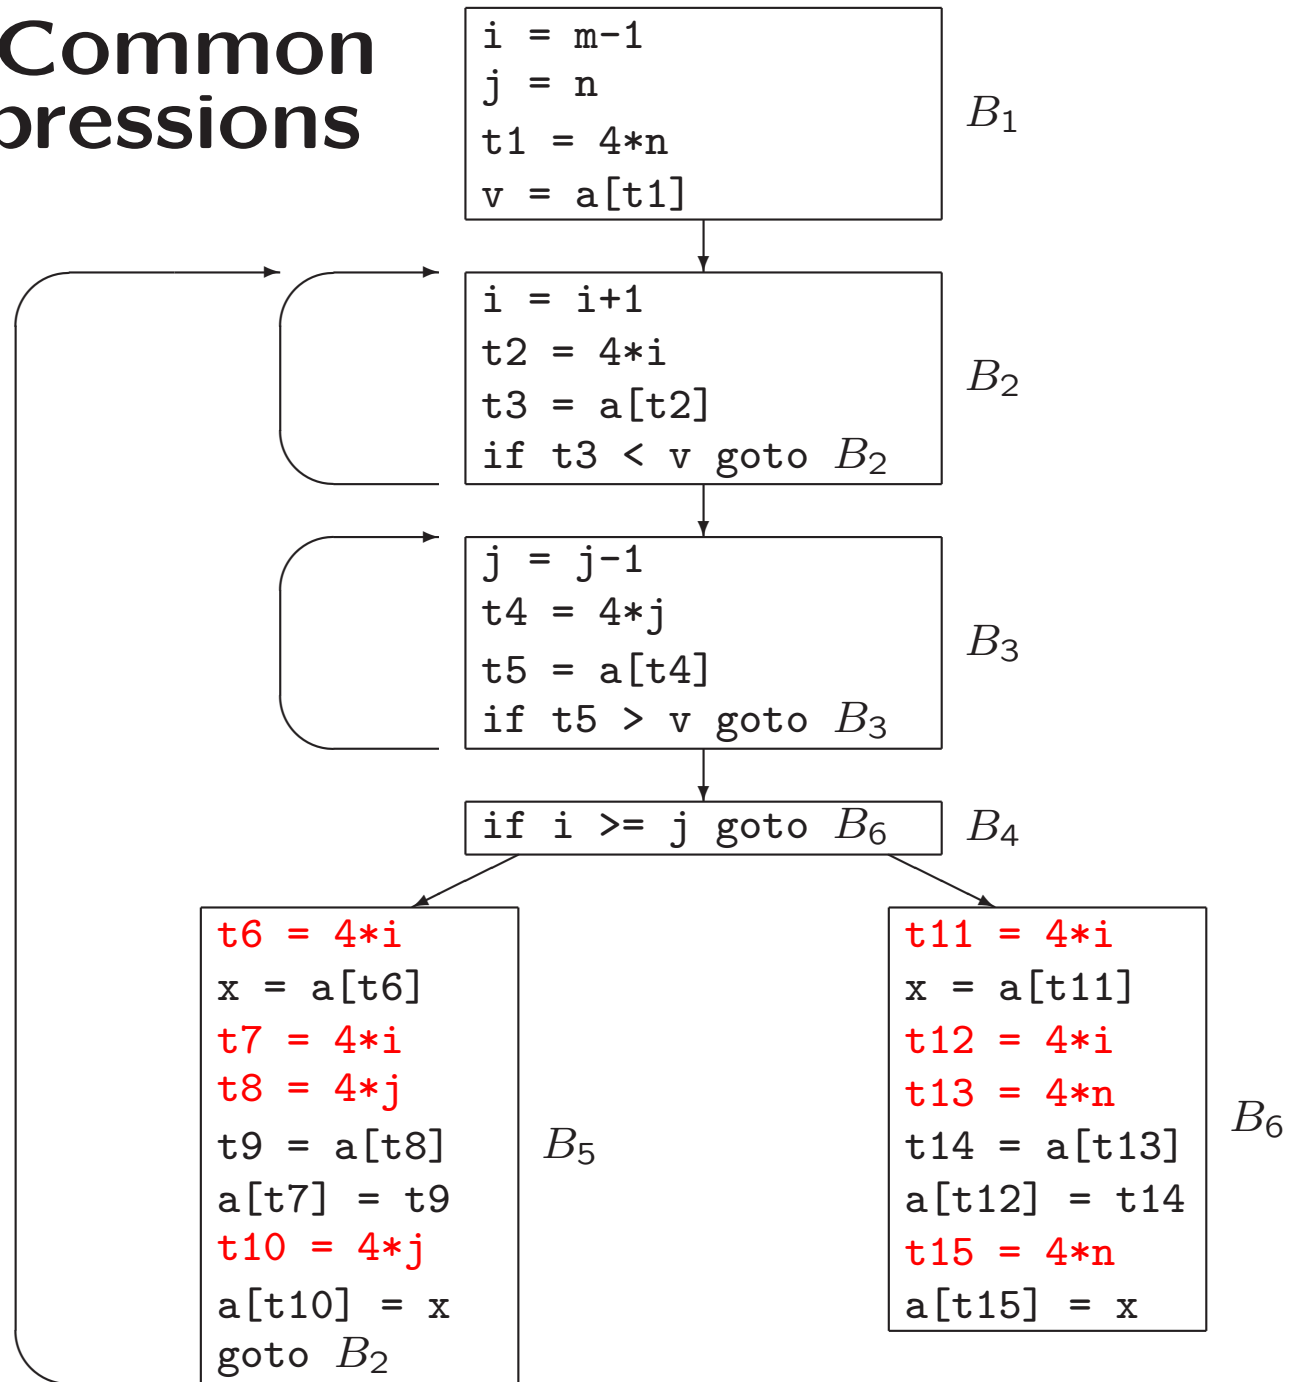 Common
pressions
i = m-1
j = n
t1 = 4*n
v = a[t1]
B1
i = i+1
t2 = 4*i
t3 = a[t2]
if t3 < v goto B2
B2
j = j-1
t4 = 4*j
t5 = a[t4]
if t5 > v goto B3
B3
if i >= j goto B6
B4
t6 = 4*i
x = a[t6]
t7 = 4*i
t8 = 4*j
t9 = a[t8]
a[t7] = t9
t10 = 4*j
a[t10] = x
goto B2
B5
t11 = 4*i
x = a[t11]
t12 = 4*i
t13 = 4*n
t14 = a[t13]
a[t12] = t14
t15 = 4*n
a[t15] = x
B6